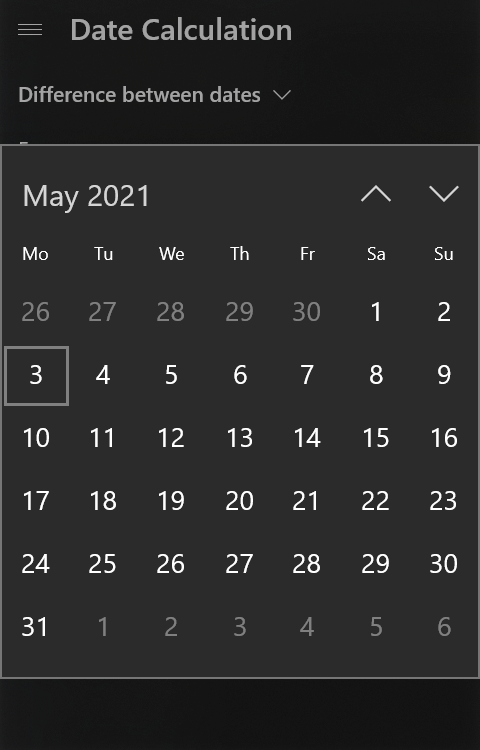 Date Calculation
Difference between dates
May 2021
Mo Tu We Th Fr Sa Su
26 27 28 29 30 1 2
3 4 5 6 7 8 9
10 11 12 13 14 15 16
17 18 19 20 21 22 23
24 25 26 27 28 29 30
31 1 2 3 4 5 6